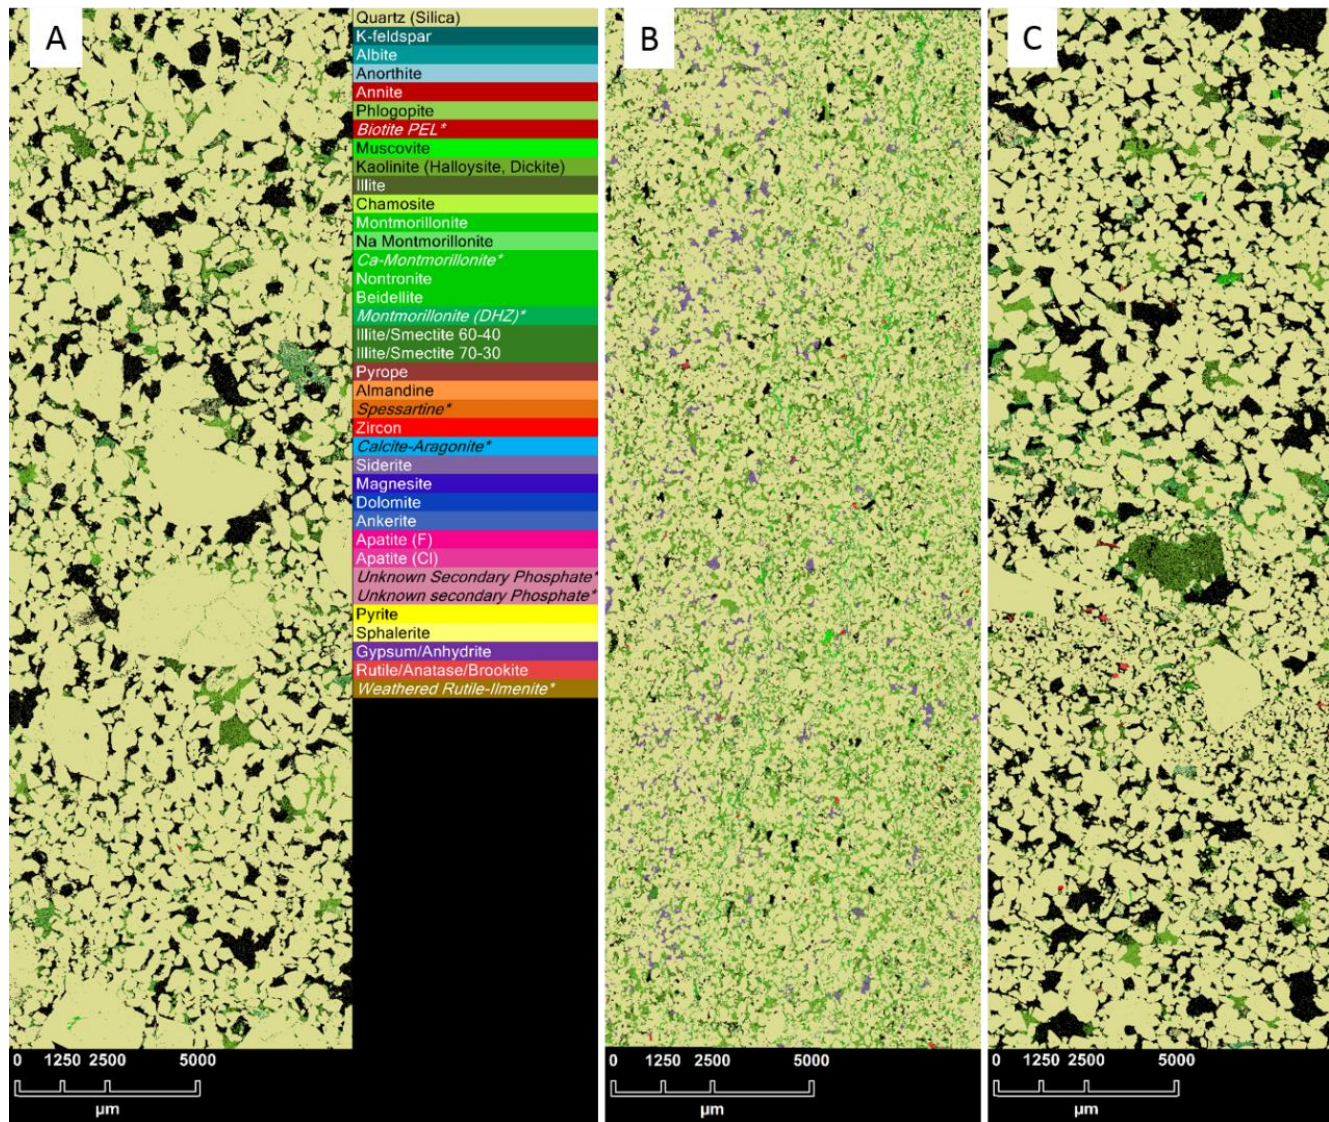 A
Quartz (Silica)
K-feldspar
Albite
Anorthite
Annite
Phlogopite
Biotite PEL*
Muscovite
Kaolinite (Halloysite, Dickite)
Illite
Chamosite
Montmorillonite
Na Montmorillonite
Ca-Montmorillonite*
Nontronite
Beidellite
Montmorillonite (DHZ)*
Illite/Smectite 60-40
Illite/Smectite 70-30
Pyrope
Almandine
Spessartine*
Zircon
Calcite-Aragonite*
Siderite
Magnesite
Dolomite
Ankerite
Apatite (F)
Apatite (Cl)
Unknown Secondary Phosphate*
Unknown secondary Phosphate*
Pyrite
Sphalerite
Gypsum/Anhydrite
Rutile/Anatase/Brookite
Weathered Rutile-Ilmenite*
B
C
0 1250 2500 5000
µm
0 1250 2500 5000
µm
0 1250 2500 5000
µm